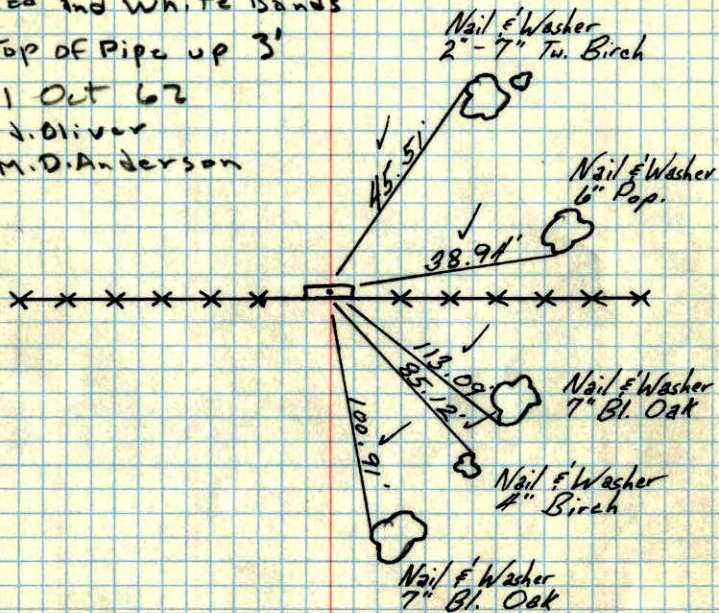 and White Bands
Top of Pipe up 3'
Oct 62
J. Oliver
M.D. Anderson
Nail & Washer
2" - 7" Tw. Birch
45.51'
Nail & Washer
6" Pop.
38.94'
113.09'
85.12'
100.91'
Nail & Washer
7" Bl. Oak
Nail & Washer
4" Birch
Nail & Washer
7" Bl. Oak